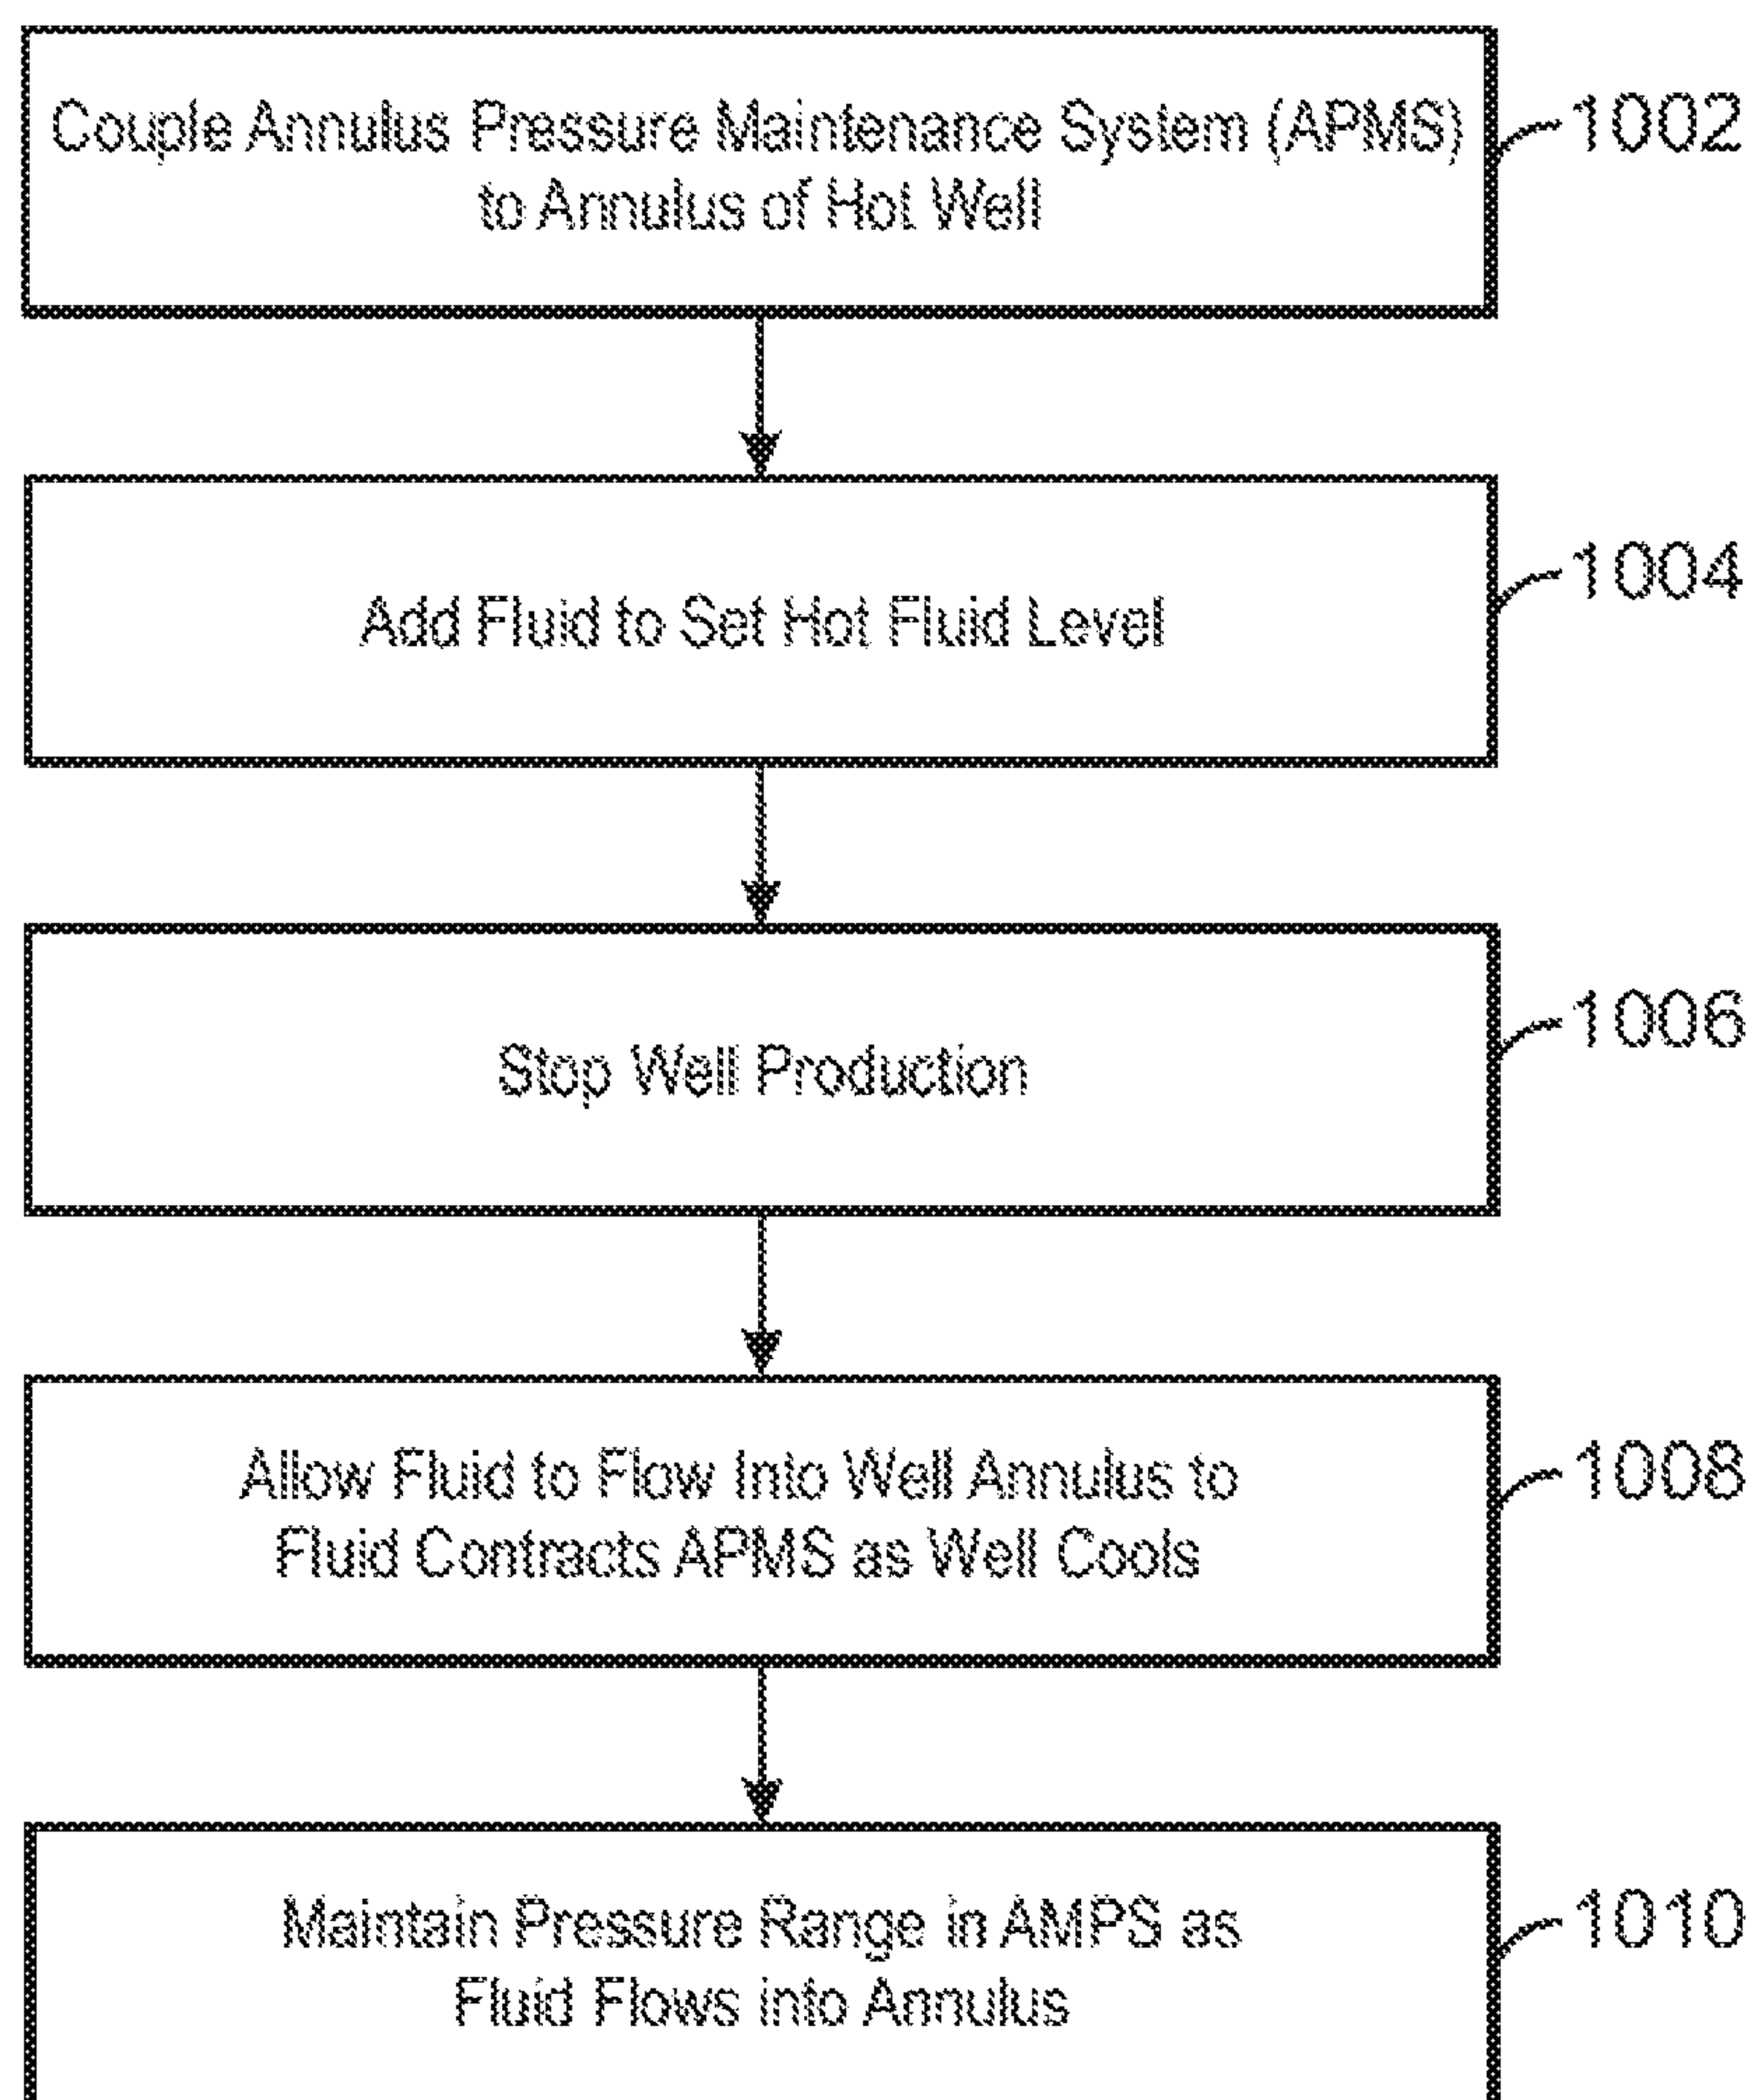 Couple Annulus Pressure Maintenance System (APMS)
to Annulus of Hot Well
1002
Add Fluid to Set Hot Fluid Level
1004
Stop Well Production
1006
Allow Fluid to Flow Into Well Annulus to
Fluid Contracts APMS as Well Cools
1008
Maintain Pressure Range in AMPS as
Fluid Flows into Annulus
1010